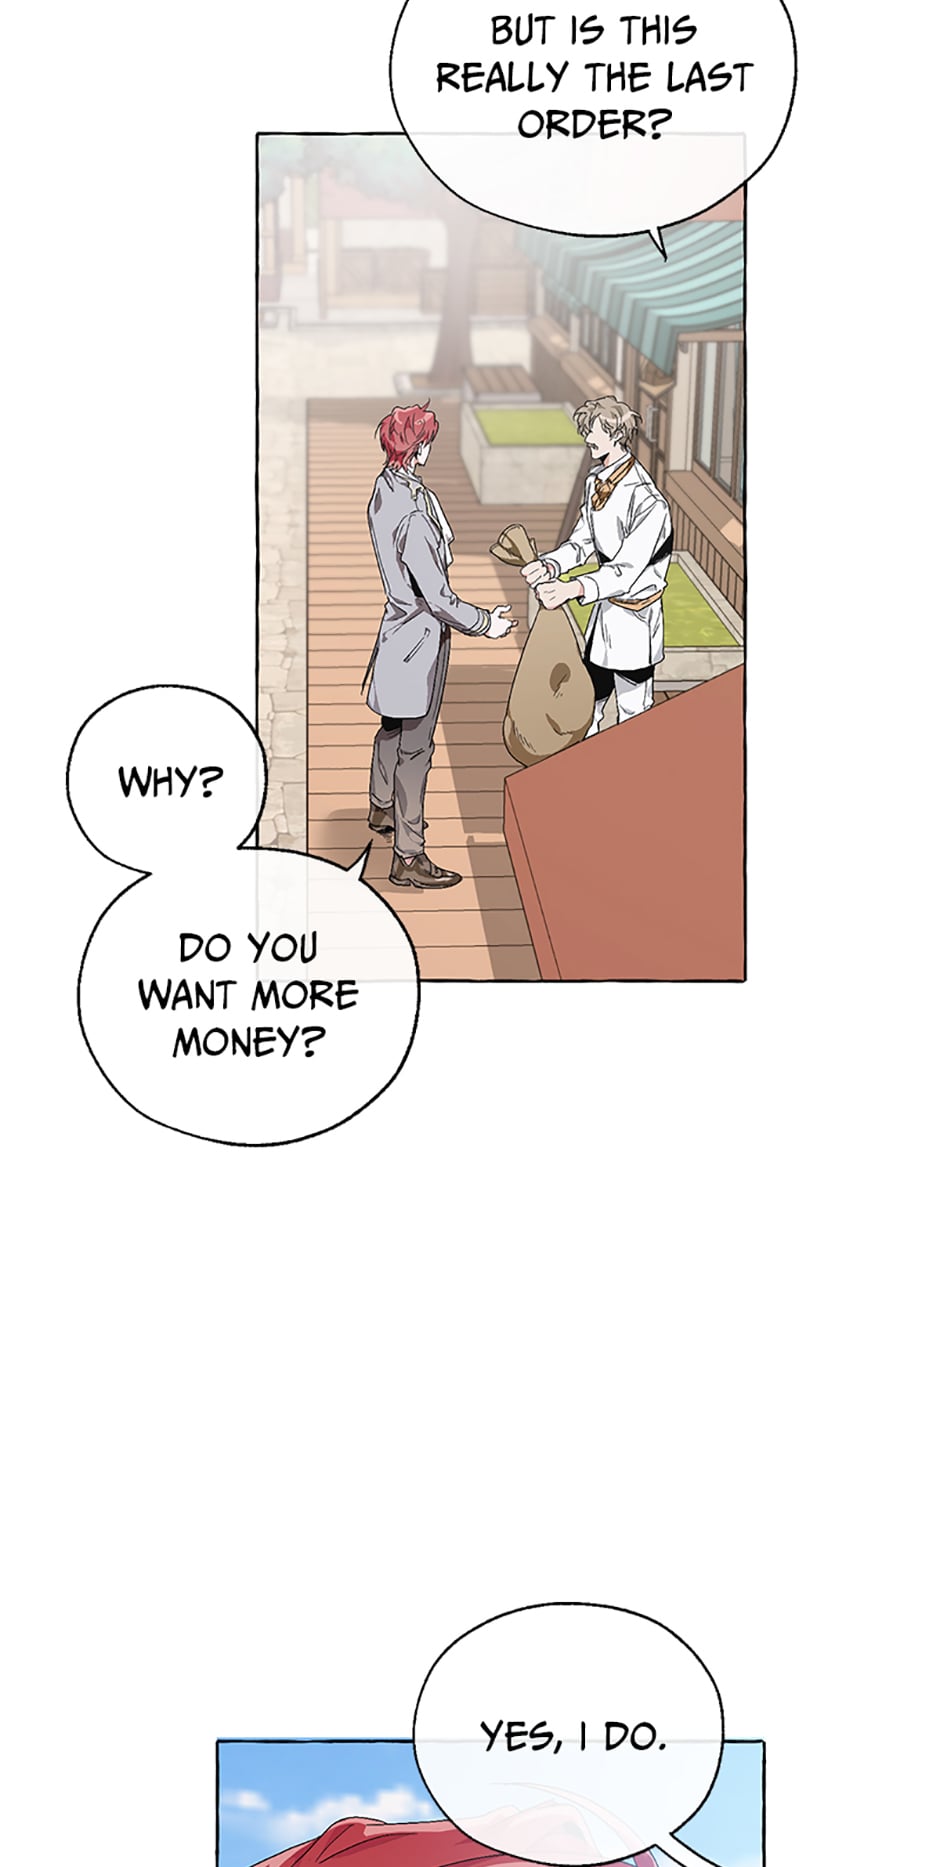 BUT IS THIS
REALLY THE LAST
ORDER?
WHY?
DO YOU
WANT MORE
MONEY?
YES, I DO.